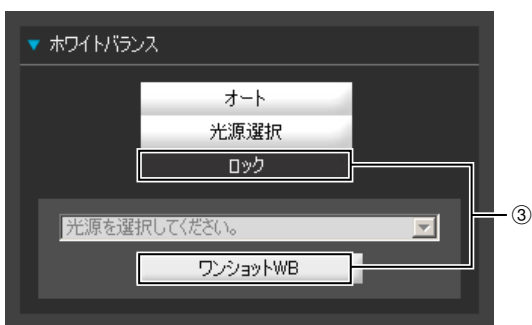 ホワイトバランス
オート
光源選択
ロック
③
光源を選択してください。
ワンショットWB